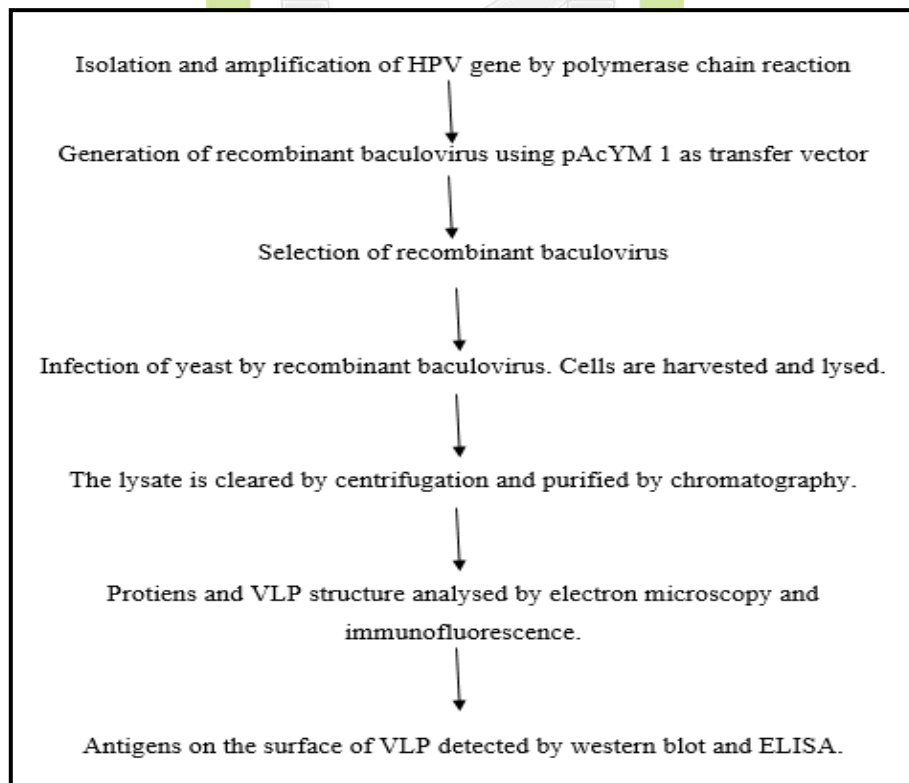 Isolation and amplification of HPV gene by polymerase chain reaction
Generation of recombinant baculovirus using pAcYM 1 as transfer vector
Selection of recombinant baculovirus
Infection of yeast by recombinant baculovirus. Cells are harvested and lysed.
The lysate is cleared by centrifugation and purified by chromatography.
Protiens and VLP structure analysed by electron microscopy and
immunofluorescence.
Antigens on the surface of VLP detected by western blot and ELISA.